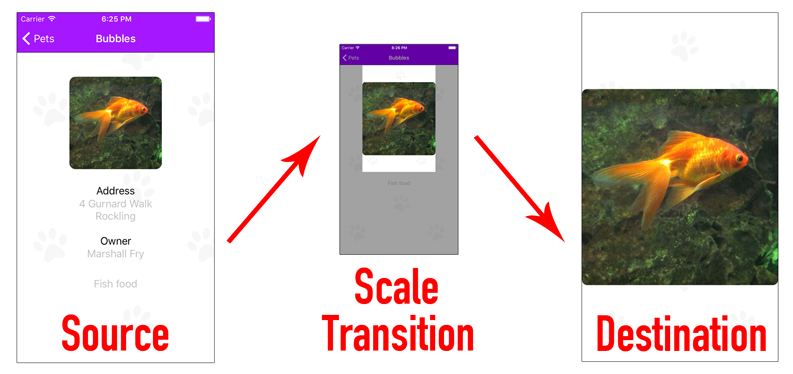 Carrier 6:25 PM
Pets Bubbles
Address
4 Gurnard Walk
Rockling
Owner
Marshall Fry
Fish food
Source
Carrier 6:26 PM
Pets Bubbles
Fish food
Scale
Transition
Destination